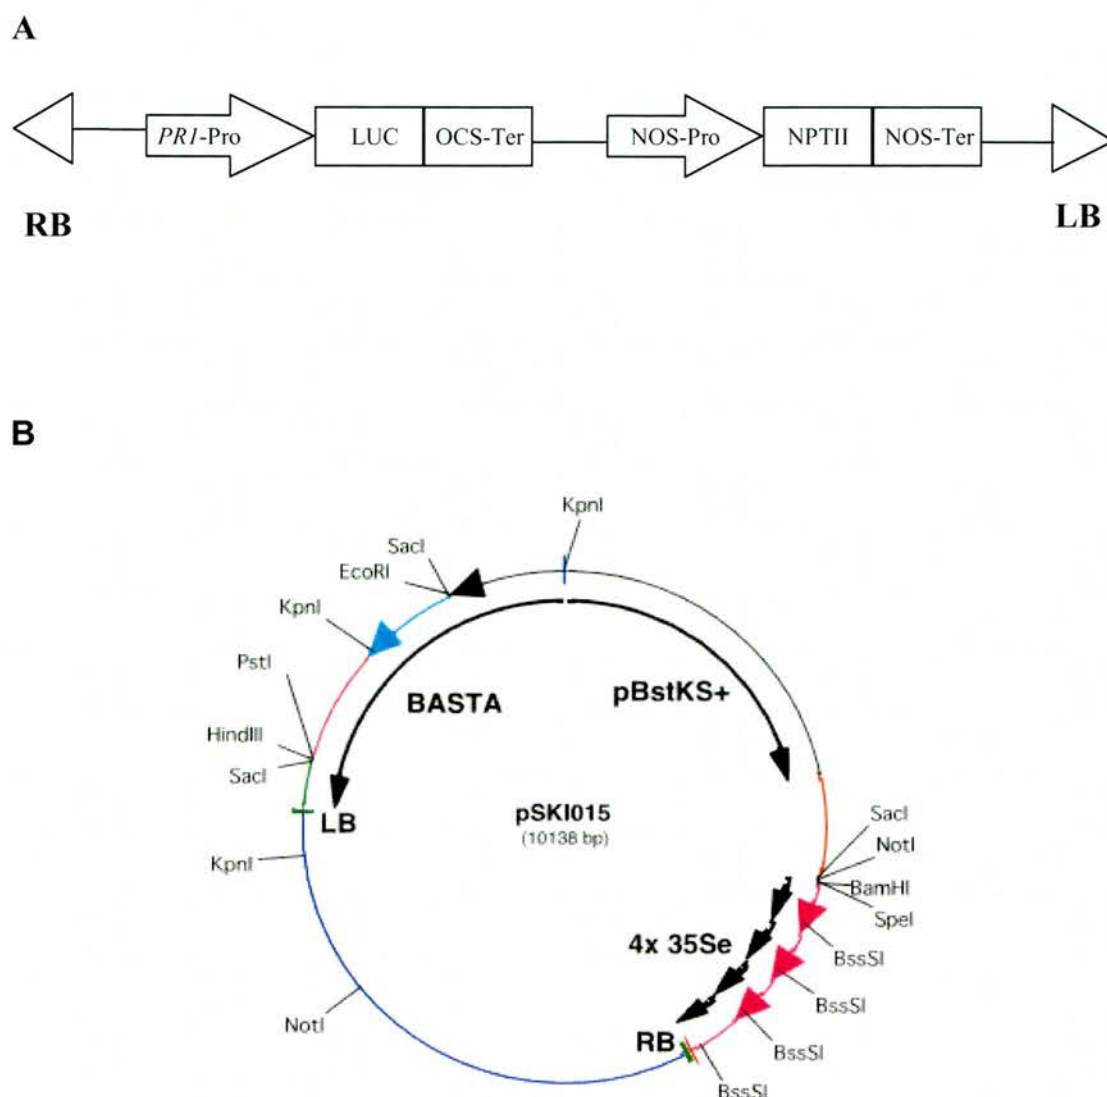 A
PR1-Pro LUC OCS-Ter NOS-Pro NPTII NOS-Ter
RB LB
B
KpnI
SacI
EcoRI
KpnI
PstI
BASTA
pBstKS+
HindIII
SacI
LB
pSKI015
(10138 bp)
SacI
KpnI
NotI
BamHI
SpeI
4x 35Se
BssSI
BssSI
NotI
RB
BssSI
BssSI